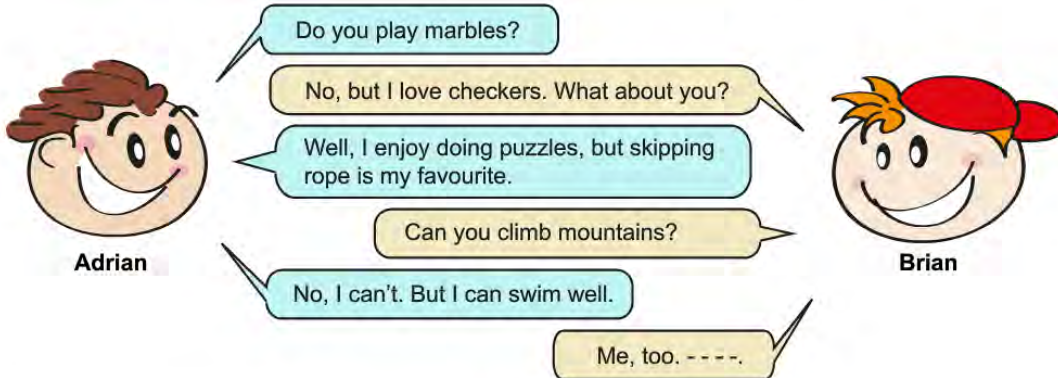 Do you play marbles?
No, but I love checkers. What about you?
Well, I enjoy doing puzzles, but skipping
rope is my favourite.
Can you climb mountains?
Adrian
Brian
No, I can't. But I can swim well.
Me, too. - - - -.